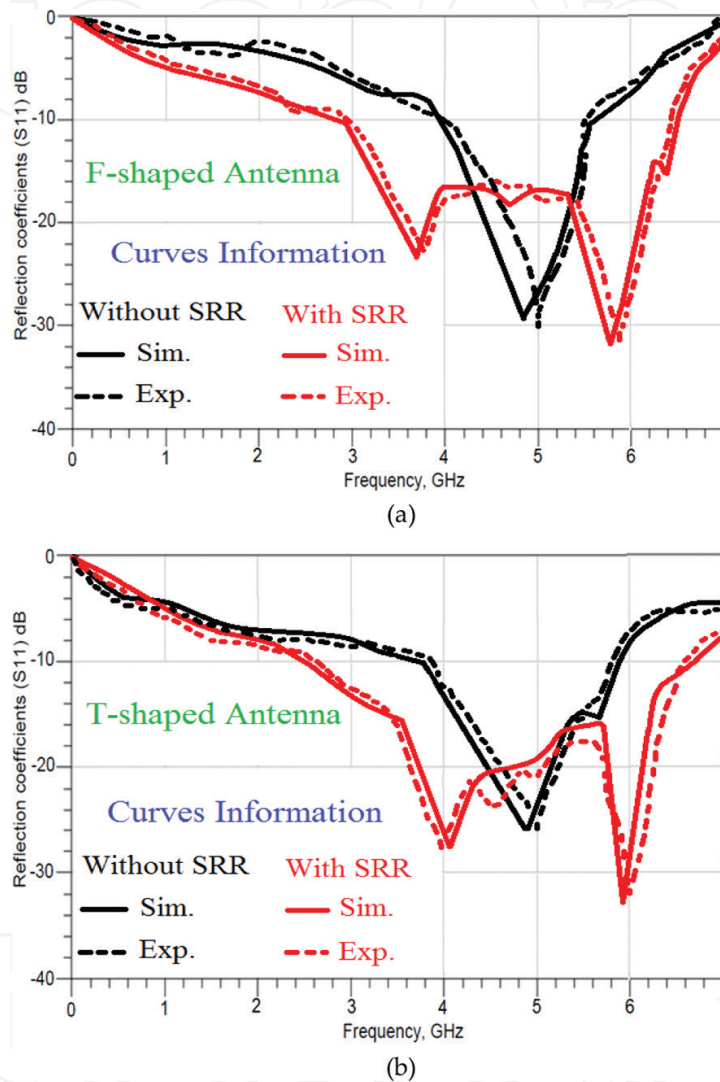 0
-10
-20
-30
-40
Reflection coefficients (S11) dB
F-shaped Antenna
Curves Information
Without SRR With SRR
Sim. Sim.
Exp. Exp.
0 1 2 3 4 5 6
Frequency, GHz
(a)
0
-10
-20
-30
-40
Reflection coefficients (S11) dB
T-shaped Antenna
Curves Information
Without SRR With SRR
Sim. Sim.
Exp. Exp.
0 1 2 3 4 5 6
Frequency, GHz
(b)